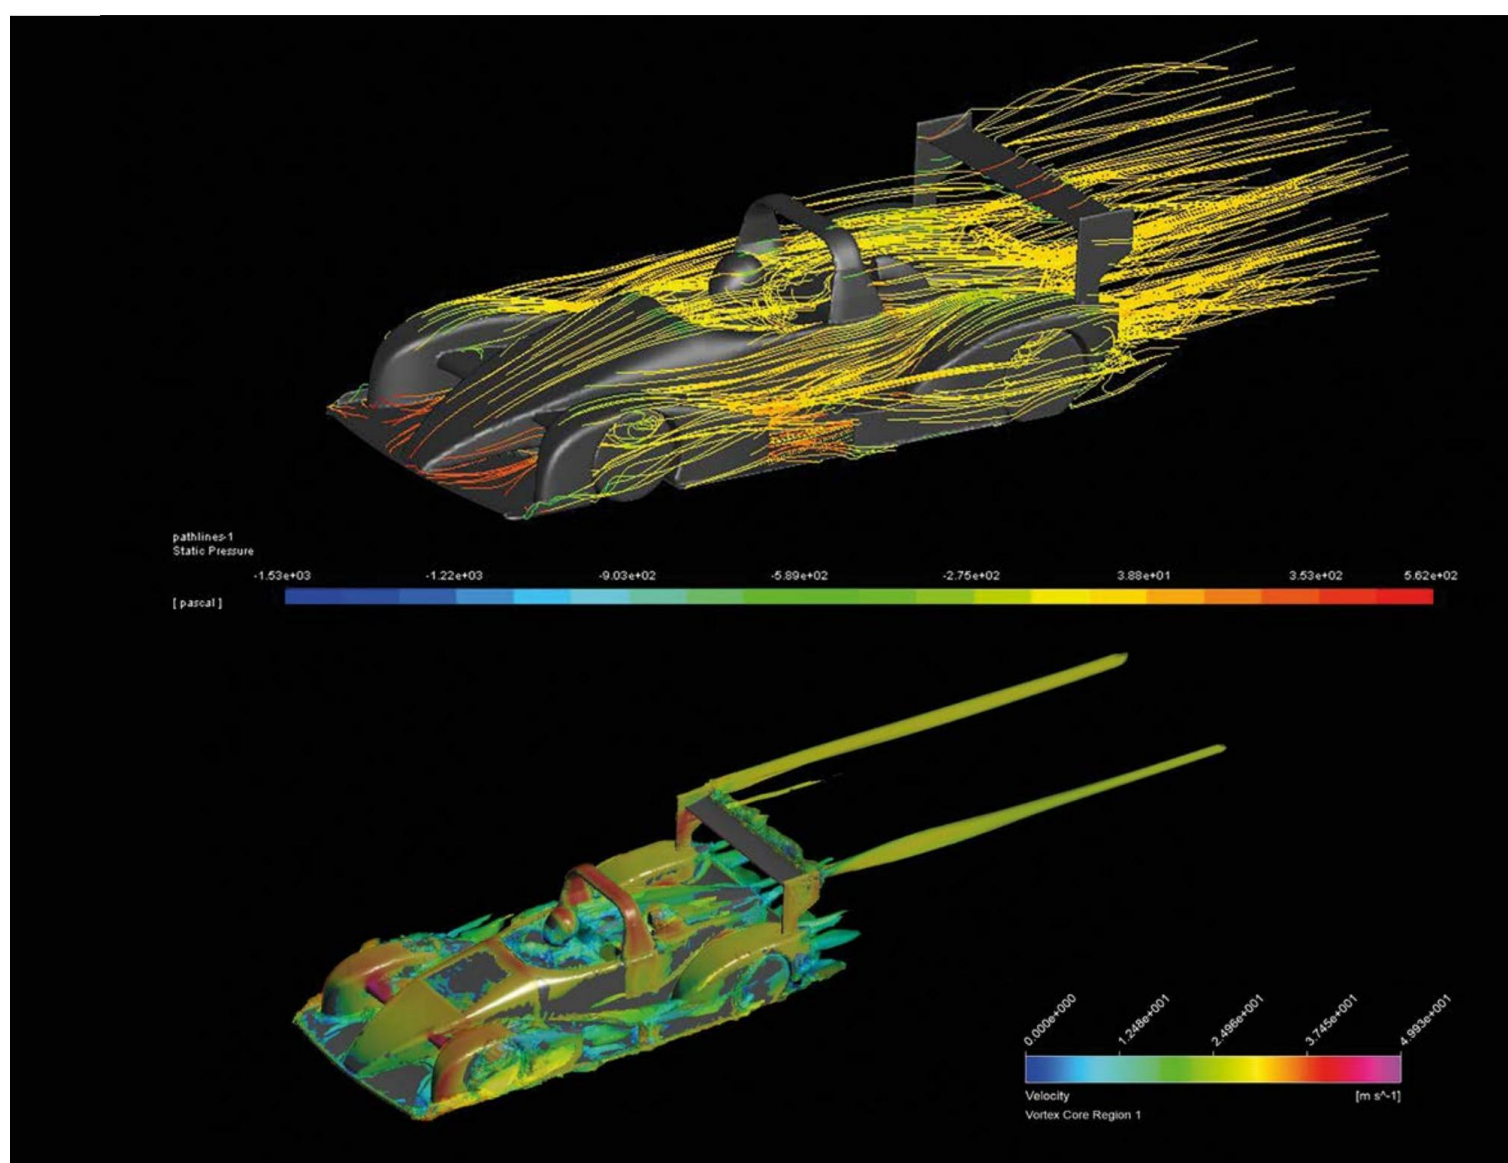 pathlines-1
Static Pressure
-1.53e+03 -1.22e+03 -9.03e+02 -5.89e+02 -2.75e+02 3.88e+01 3.53e+02 5.62e+02
[ pascal ]
0.000e+000 1.248e+001 2.496e+001 3.745e+001 4.993e+001
Velocity [m s^-1]
Vortex Core Region 1